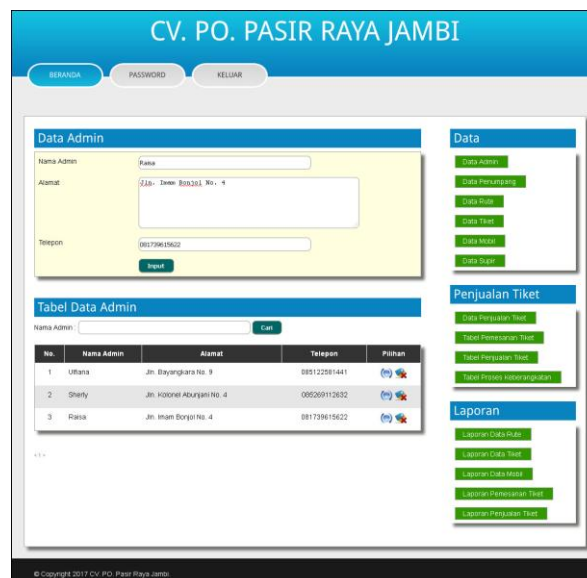 CV. PO. PASIR RAYA JAMBI
BERANDA PASSWORD KELUAR
Data Admin
Nama Admin Raisa
Alamat Jln. Imam Bonjol No. 4
Telepon 081739615622
Input
Tabel Data Admin
Nama Admin : Cari
No. Nama Admin Alamat Telepon Pilihan
1 Ulfiana Jln. Bayangkara No. 9 085122581441
2 Sherly Jln. Kolonel Abunjani No. 4 085269112632
3 Raisa Jln. Imam Bonjol No. 4 081739615622
« 1 »
Data
Data Admin
Data Penumpang
Data Rute
Data Tiket
Data Mobil
Data Supir
Penjualan Tiket
Data Penjualan Tiket
Tabel Pemesanan Tiket
Tabel Penjualan Tiket
Tabel Proses Keberangkatan
Laporan
Laporan Data Rute
Laporan Data Tiket
Laporan Data Mobil
Laporan Pemesanan Tiket
Laporan Penjualan Tiket
© Copyright 2017 CV. PO. Pasir Raya Jambi.